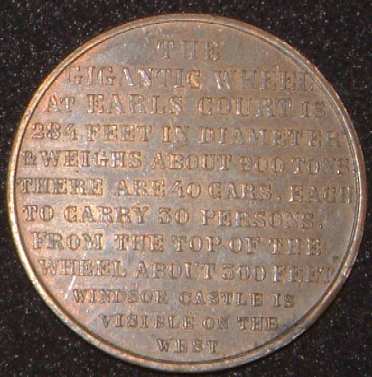 THE
GIGANTIC WHEEL
AT EARLS COURT IS
284 FEET IN DIAMETER
& WEIGHS ABOUT 900 TONS
THERE ARE 40 CARS, EACH
TO CARRY 30 PERSONS,
FROM THE TOP OF THE
WHEEL ABOUT 300 FEET
WINDSOR CASTLE IS
VISIBLE ON THE
WEST